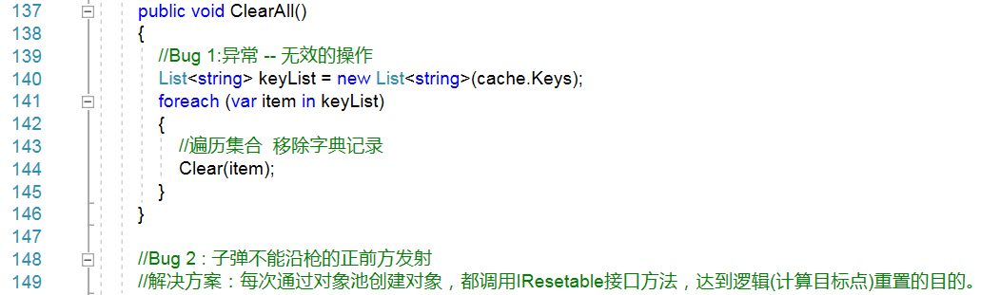 137 public void ClearAll()
138 {
139 //Bug 1:异常 -- 无效的操作
140 List<string> keyList = new List<string>(cache.Keys);
141 foreach (var item in keyList)
142 {
143 //遍历集合  移除字典记录
144 Clear(item);
145 }
146 }
147
148 //Bug 2 : 子弹不能沿枪的正前方发射
149 //解决方案：每次通过对象池创建对象，都调用IResetable接口方法，达到逻辑(计算目标点)重置的目的。